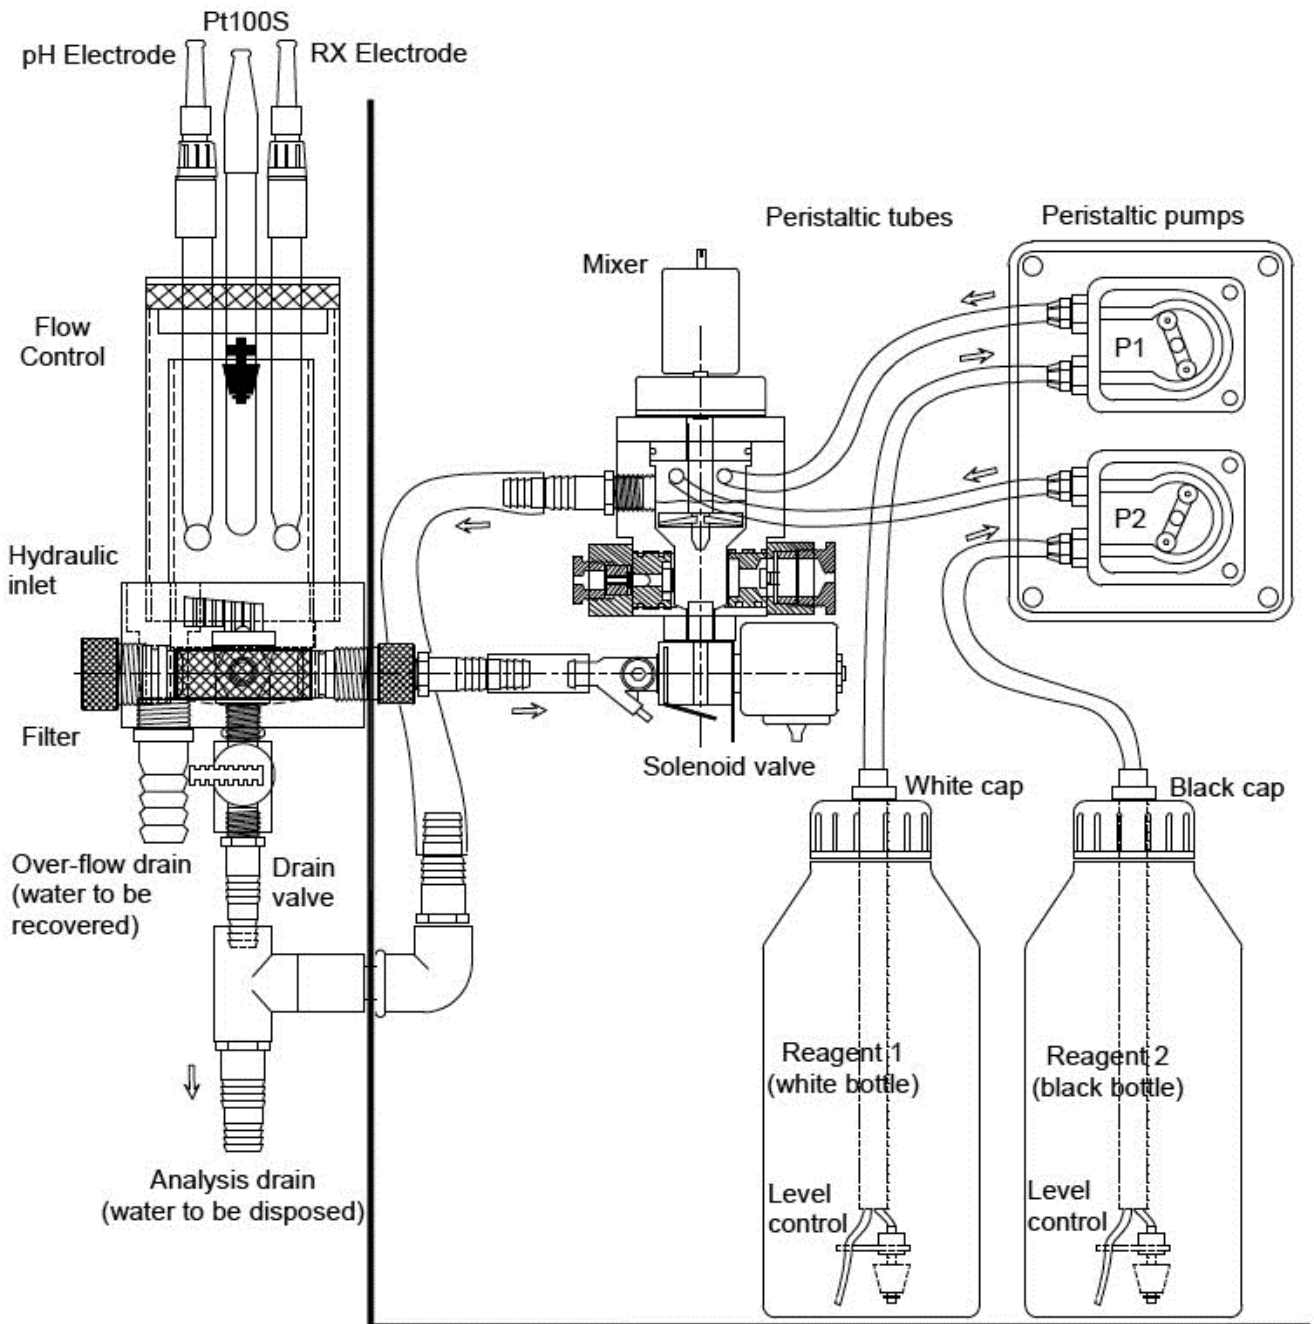 Pt100S
pH Electrode
RX Electrode
Peristaltic tubes
Peristaltic pumps
Mixer
Flow
Control
P1
P2
Hydraulic
inlet
Filter
Solenoid valve
White cap
Black cap
Over-flow drain
(water to be
recovered)
Drain
valve
Reagent 1
(white bottle)
Reagent 2
(black bottle)
Analysis drain
(water to be disposed)
Level
control
Level
control